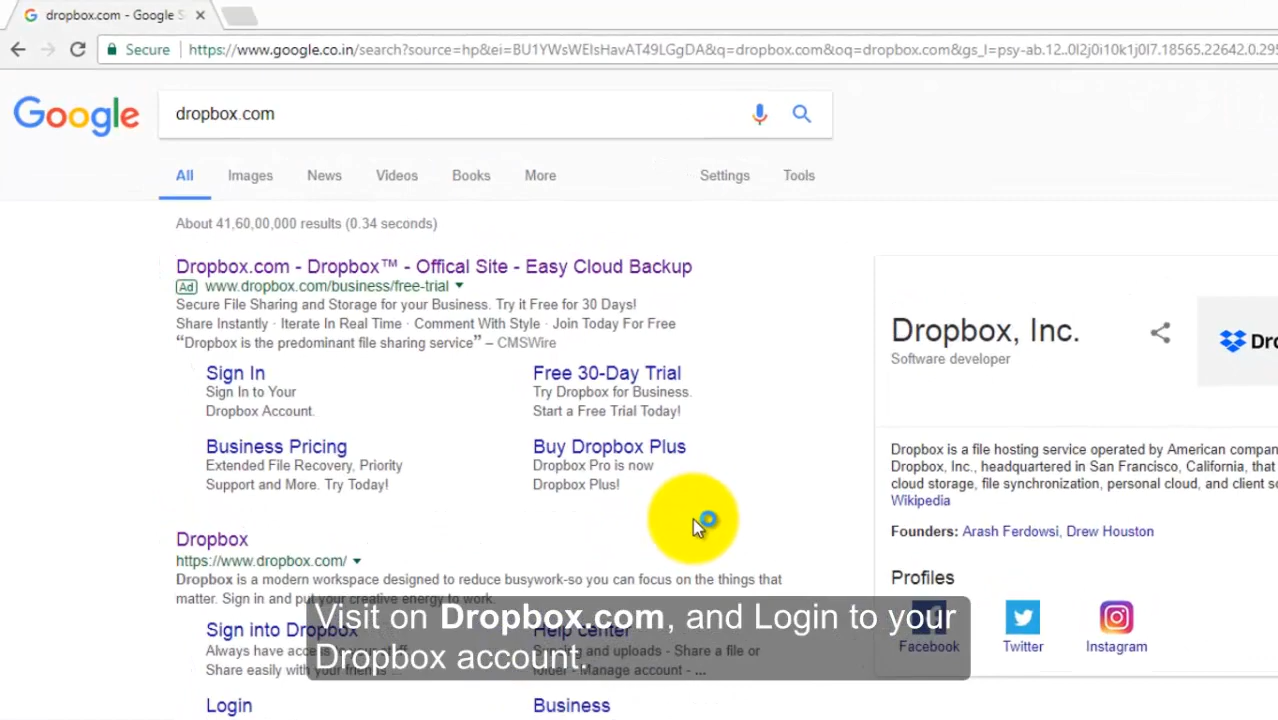 dropbox.com - Google S
Secure
https://www.google.co.in/search?source=hp&ei=BU1YWsWEIsHavAT49LGgDA&q=dropbox.com&oq=dropbox.com&gs_l=psy-ab.12..0l2j0i10k1j0l7.18565.22642.0.295
Google
dropbox.com
All Images News Videos Books More Settings Tools
About 41,60,00,000 results (0.34 seconds)
Dropbox.com - Dropbox™ - Offical Site - Easy Cloud Backup
Ad www.dropbox.com/business/free-trial
Secure File Sharing and Storage for your Business. Try it Free for 30 Days!
Share Instantly · Iterate In Real Time · Comment With Style · Join Today For Free
“Dropbox is the predominant file sharing service” – CMSWire
Sign In
Sign In to Your
Dropbox Account.
Free 30-Day Trial
Try Dropbox for Business.
Start a Free Trial Today!
Business Pricing
Extended File Recovery, Priority
Support and More. Try Today!
Buy Dropbox Plus
Dropbox Pro is now
Dropbox Plus!
Dropbox
https://www.dropbox.com/
Dropbox is a modern workspace designed to reduce busywork-so you can focus on the things that
matter. Sign in and put your creative energy to work.
Sign into Dropbox
Always have access to your stuff
Share easily with your friends ...
Help center
Syncing and uploads - Share a file or
folder - Manage account - ...
Login
Business
Dropbox, Inc.
Software developer
Dro
Dropbox is a file hosting service operated by American compan
Dropbox, Inc., headquartered in San Francisco, California, that
cloud storage, file synchronization, personal cloud, and client so
Wikipedia
Founders: Arash Ferdowsi, Drew Houston
Profiles
Facebook
Twitter
Instagram
Visit on Dropbox.com, and Login to your
Dropbox account.